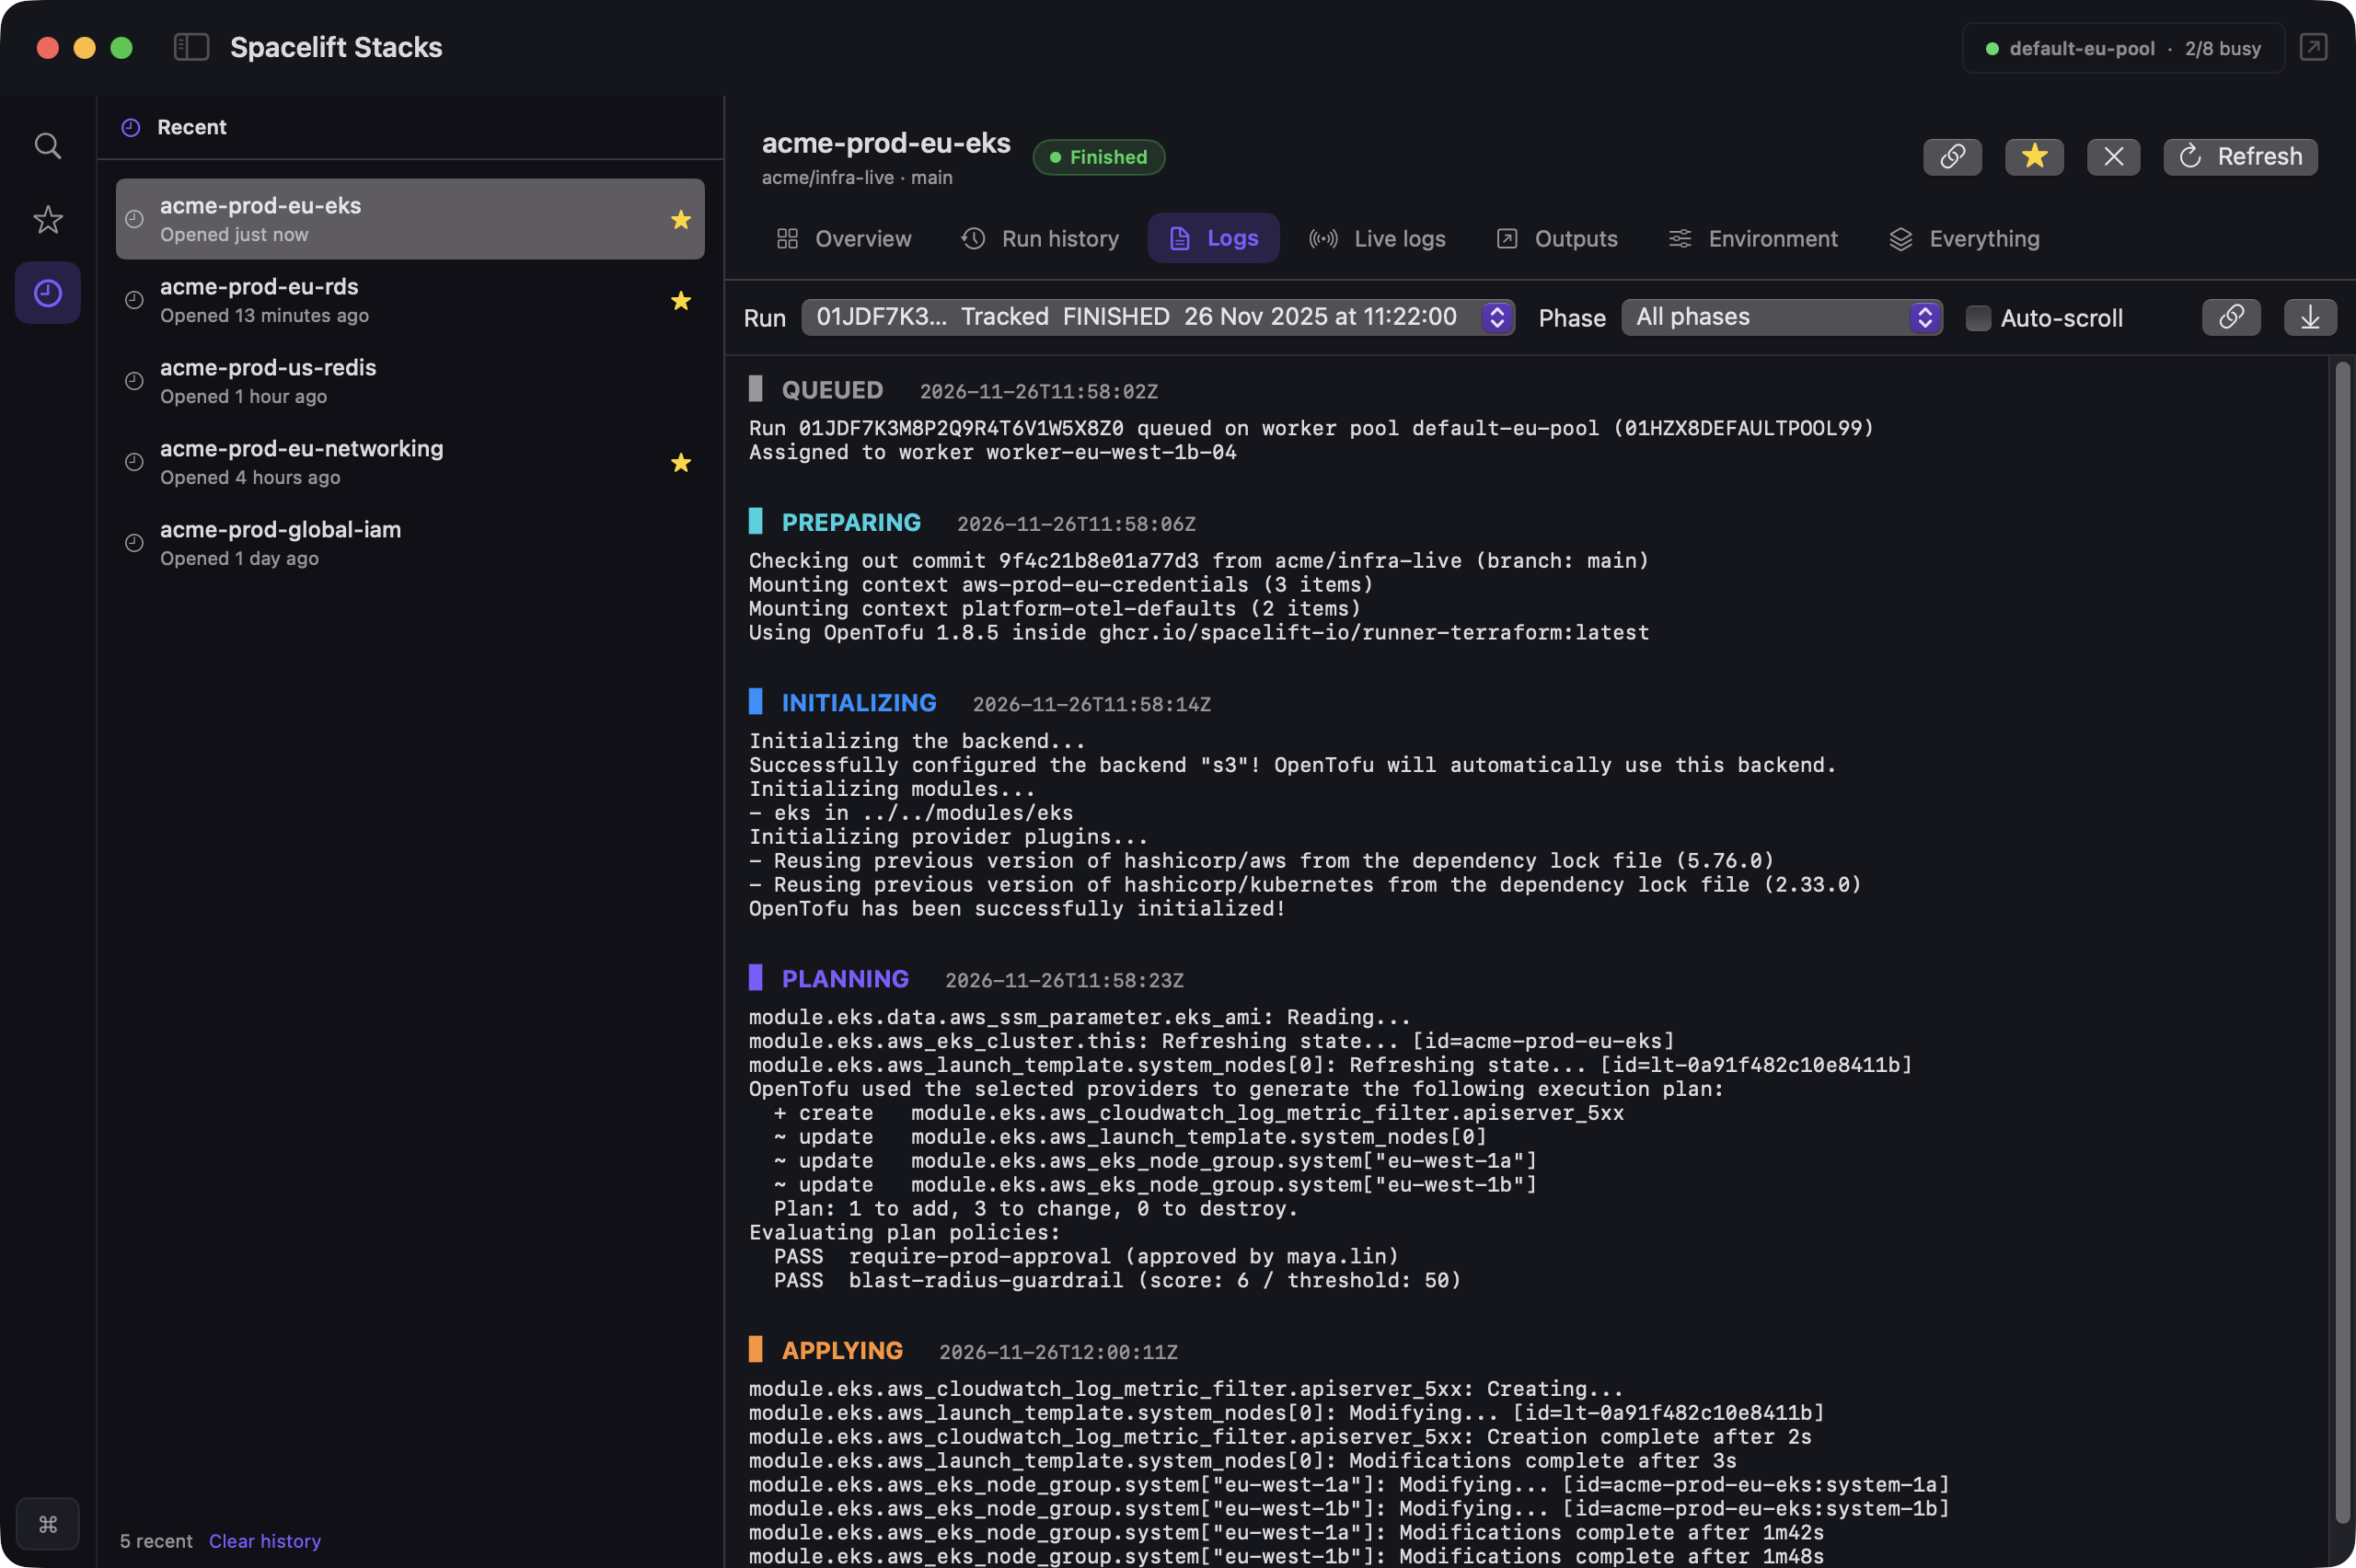 Spacelift Stacks
default-eu-pool · 2/8 busy
Recent
acme-prod-eu-eks
Opened just now
acme-prod-eu-rds
Opened 13 minutes ago
acme-prod-us-redis
Opened 1 hour ago
acme-prod-eu-networking
Opened 4 hours ago
acme-prod-global-iam
Opened 1 day ago
5 recent Clear history
acme-prod-eu-eks
Finished
acme/infra-live · main
Refresh
Overview Run history Logs Live logs Outputs Environment Everything
Run 01JDF7K3... Tracked FINISHED 26 Nov 2025 at 11:22:00 Phase All phases Auto-scroll
QUEUED 2026-11-26T11:58:02Z
Run 01JDF7K3M8P2Q9R4T6V1W5X8Z0 queued on worker pool default-eu-pool (01HZX8DEFAULTPOOL99)
Assigned to worker worker-eu-west-1b-04
PREPARING 2026-11-26T11:58:06Z
Checking out commit 9f4c21b8e01a77d3 from acme/infra-live (branch: main)
Mounting context aws-prod-eu-credentials (3 items)
Mounting context platform-otel-defaults (2 items)
Using OpenTofu 1.8.5 inside ghcr.io/spacelift-io/runner-terraform:latest
INITIALIZING 2026-11-26T11:58:14Z
Initializing the backend...
Successfully configured the backend "s3"! OpenTofu will automatically use this backend.
Initializing modules...
- eks in ../../modules/eks
Initializing provider plugins...
- Reusing previous version of hashicorp/aws from the dependency lock file (5.76.0)
- Reusing previous version of hashicorp/kubernetes from the dependency lock file (2.33.0)
OpenTofu has been successfully initialized!
PLANNING 2026-11-26T11:58:23Z
module.eks.data.aws_ssm_parameter.eks_ami: Reading...
module.eks.aws_eks_cluster.this: Refreshing state... [id=acme-prod-eu-eks]
module.eks.aws_launch_template.system_nodes[0]: Refreshing state... [id=lt-0a91f482c10e8411b]
OpenTofu used the selected providers to generate the following execution plan:
+ create module.eks.aws_cloudwatch_log_metric_filter.apiserver_5xx
~ update module.eks.aws_launch_template.system_nodes[0]
~ update module.eks.aws_eks_node_group.system["eu-west-1a"]
~ update module.eks.aws_eks_node_group.system["eu-west-1b"]
Plan: 1 to add, 3 to change, 0 to destroy.
Evaluating plan policies:
PASS require-prod-approval (approved by maya.lin)
PASS blast-radius-guardrail (score: 6 / threshold: 50)
APPLYING 2026-11-26T12:00:11Z
module.eks.aws_cloudwatch_log_metric_filter.apiserver_5xx: Creating...
module.eks.aws_launch_template.system_nodes[0]: Modifying... [id=lt-0a91f482c10e8411b]
module.eks.aws_cloudwatch_log_metric_filter.apiserver_5xx: Creation complete after 2s
module.eks.aws_launch_template.system_nodes[0]: Modifications complete after 3s
module.eks.aws_eks_node_group.system["eu-west-1a"]: Modifying... [id=acme-prod-eu-eks:system-1a]
module.eks.aws_eks_node_group.system["eu-west-1b"]: Modifying... [id=acme-prod-eu-eks:system-1b]
module.eks.aws_eks_node_group.system["eu-west-1a"]: Modifications complete after 1m42s
module.eks.aws_eks_node_group.system["eu-west-1b"]: Modifications complete after 1m48s